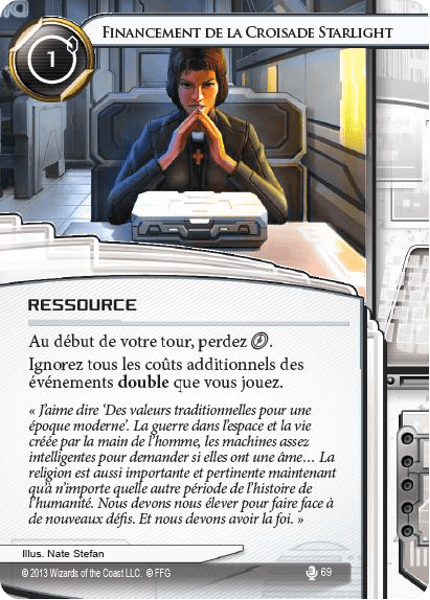 Financement de la Croisade Starlight
1
RESSOURCE
Au début de votre tour, perdez .
Ignorez tous les coûts additionnels des
événements double que vous jouez.
« J'aime dire 'Des valeurs traditionnelles pour une
époque moderne'. La guerre dans l'espace et la vie
créée par la main de l'homme, les machines assez
intelligentes pour demander si elles ont une âme… La
religion est aussi importante et pertinente maintenant
qu'à n'importe quelle autre période de l'histoire de
l'humanité. Nous devons nous élever pour faire face à
de nouveaux défis. Et nous devons avoir la foi. »
Illus. Nate Stefan
© 2013 Wizards of the Coast LLC. © FFG
69